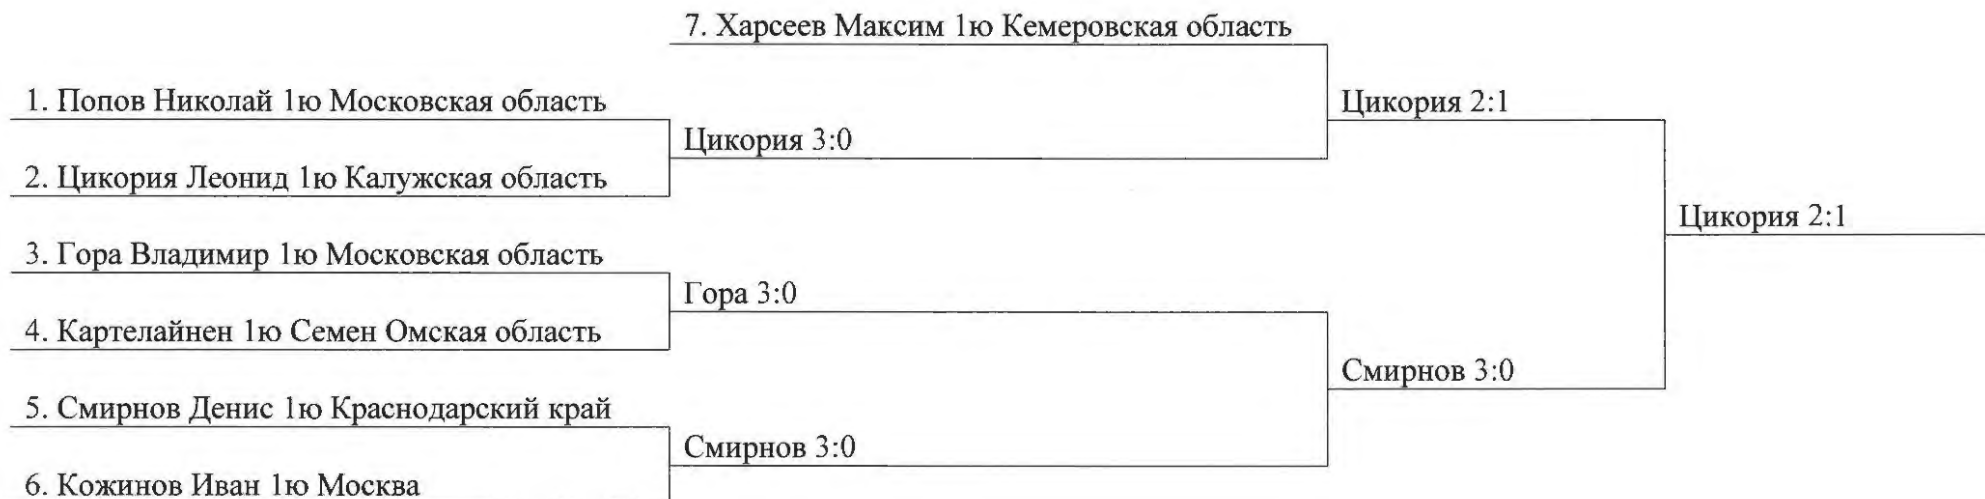 7. Харсеев Максим 1ю Кемеровская область
1. Попов Николай 1ю Московская область
Цикория 2:1
Цикория 3:0
2. Цикория Леонид 1ю Калужская область
Цикория 2:1
3. Гора Владимир 1ю Московская область
Гора 3:0
4. Картелайнен 1ю Семен Омская область
Смирнов 3:0
5. Смирнов Денис 1ю Краснодарский край
Смирнов 3:0
6. Кожинов Иван 1ю Москва